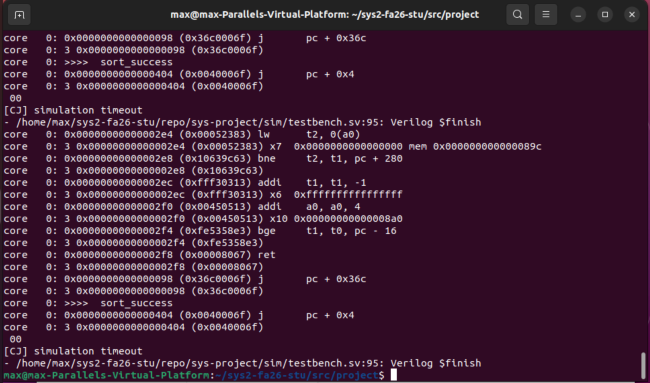 max@max-Parallels-Virtual-Platform: ~/sys2-fa26-stu/src/project
core   0: 0x0000000000000098 (0x36c0006f) j       pc + 0x36c
core   0: 3 0x0000000000000098 (0x36c0006f)
core   0: >>>>  sort_success
core   0: 0x0000000000000404 (0x0040006f) j       pc + 0x4
core   0: 3 0x0000000000000404 (0x0040006f)
 00
[CJ] simulation timeout
- /home/max/sys2-fa26-stu/repo/sys-project/sim/testbench.sv:95: Verilog $finish
core   0: 0x00000000000002e4 (0x00052383) lw      t2, 0(a0)
core   0: 3 0x00000000000002e4 (0x00052383) x7  0x0000000000000000 mem 0x000000000000089c
core   0: 0x00000000000002e8 (0x10639c63) bne     t2, t1, pc + 280
core   0: 3 0x00000000000002e8 (0x10639c63)
core   0: 0x00000000000002ec (0xfff30313) addi    t1, t1, -1
core   0: 3 0x00000000000002ec (0xfff30313) x6  0xffffffffffffffff
core   0: 0x00000000000002f0 (0x00450513) addi    a0, a0, 4
core   0: 3 0x00000000000002f0 (0x00450513) x10 0x00000000000008a0
core   0: 0x00000000000002f4 (0xfe5358e3) bge     t1, t0, pc - 16
core   0: 3 0x00000000000002f4 (0xfe5358e3)
core   0: 0x00000000000002f8 (0x00008067) ret
core   0: 3 0x00000000000002f8 (0x00008067)
core   0: 0x0000000000000098 (0x36c0006f) j       pc + 0x36c
core   0: 3 0x0000000000000098 (0x36c0006f)
core   0: >>>>  sort_success
core   0: 0x0000000000000404 (0x0040006f) j       pc + 0x4
core   0: 3 0x0000000000000404 (0x0040006f)
 00
[CJ] simulation timeout
- /home/max/sys2-fa26-stu/repo/sys-project/sim/testbench.sv:95: Verilog $finish
max@max-Parallels-Virtual-Platform:~/sys2-fa26-stu/src/project$